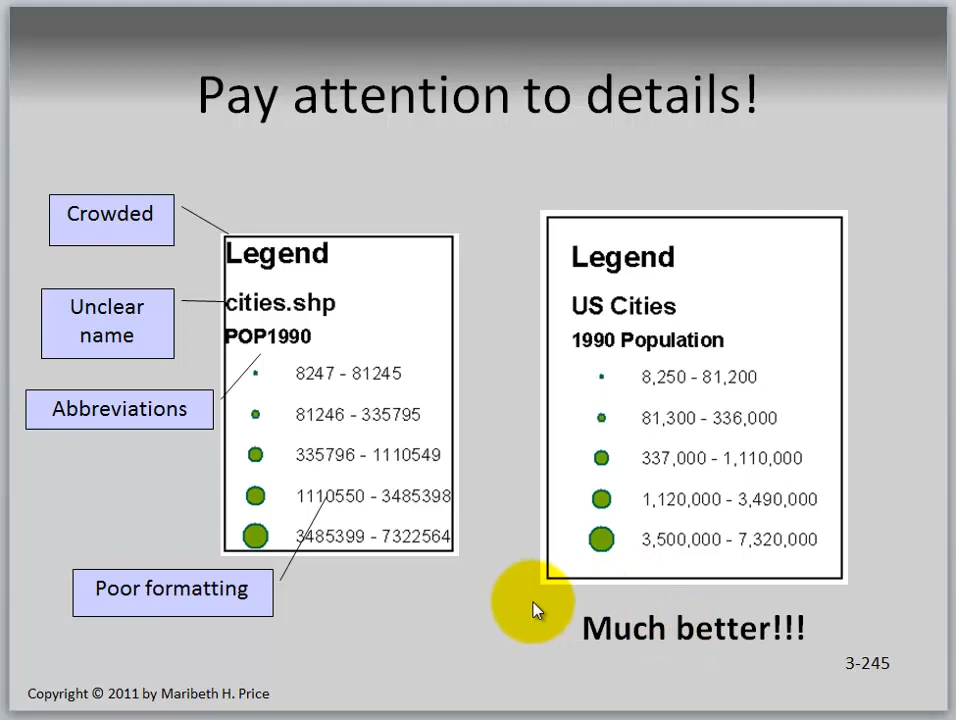 Pay attention to details!
Crowded
Unclear
name
Abbreviations
Poor formatting
Legend
cities.shp
POP1990
8247 - 81245
81246 - 335795
335796 - 1110549
1110550 - 3485398
3485399 - 7322564
Legend
US Cities
1990 Population
8,250 - 81,200
81,300 - 336,000
337,000 - 1,110,000
1,120,000 - 3,490,000
3,500,000 - 7,320,000
Much better!!!
3-245
Copyright © 2011 by Maribeth H. Price